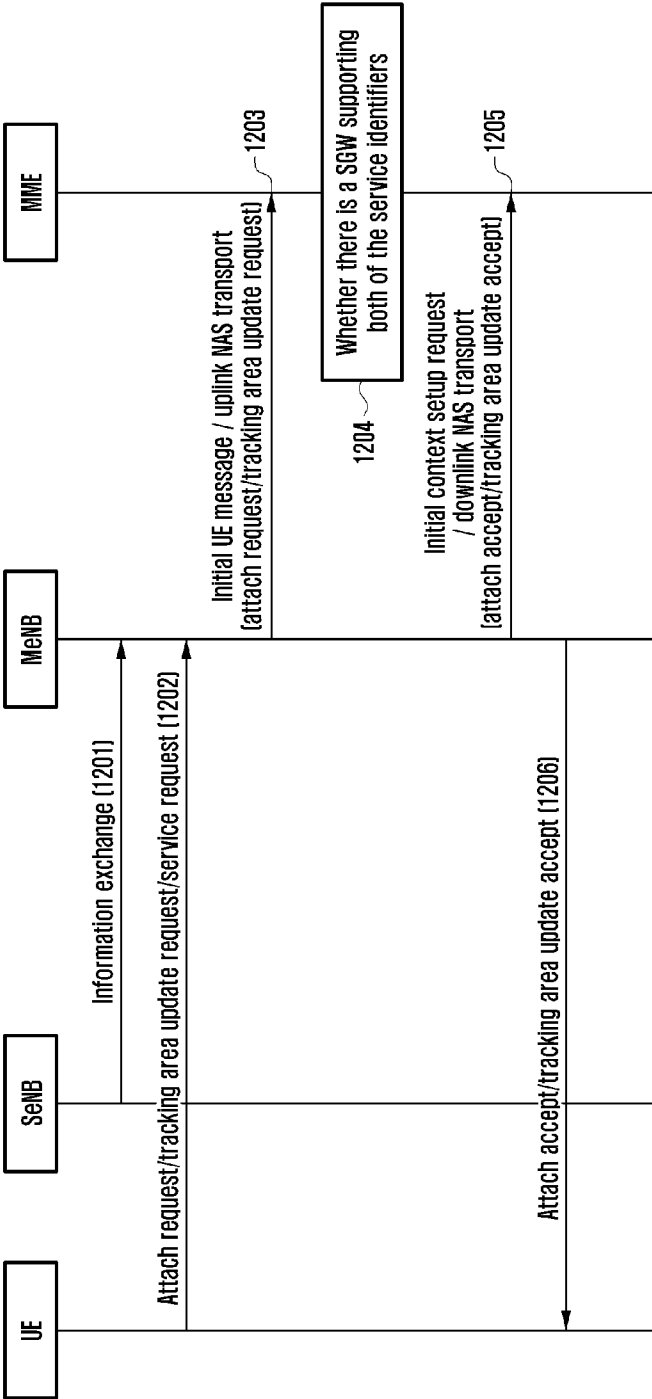 UE
SeNB
MeNB
MME
Information exchange (1201)
Attach request/tracking area update request/service request (1202)
Initial UE message / uplink NAS transport
(attach request/tracking area update request)
1203
Whether there is a SGW supporting
both of the service identifiers
1204
Initial context setup request
/ downlink NAS transport
(attach accept/tracking area update accept)
1205
Attach accept/tracking area update accept (1206)